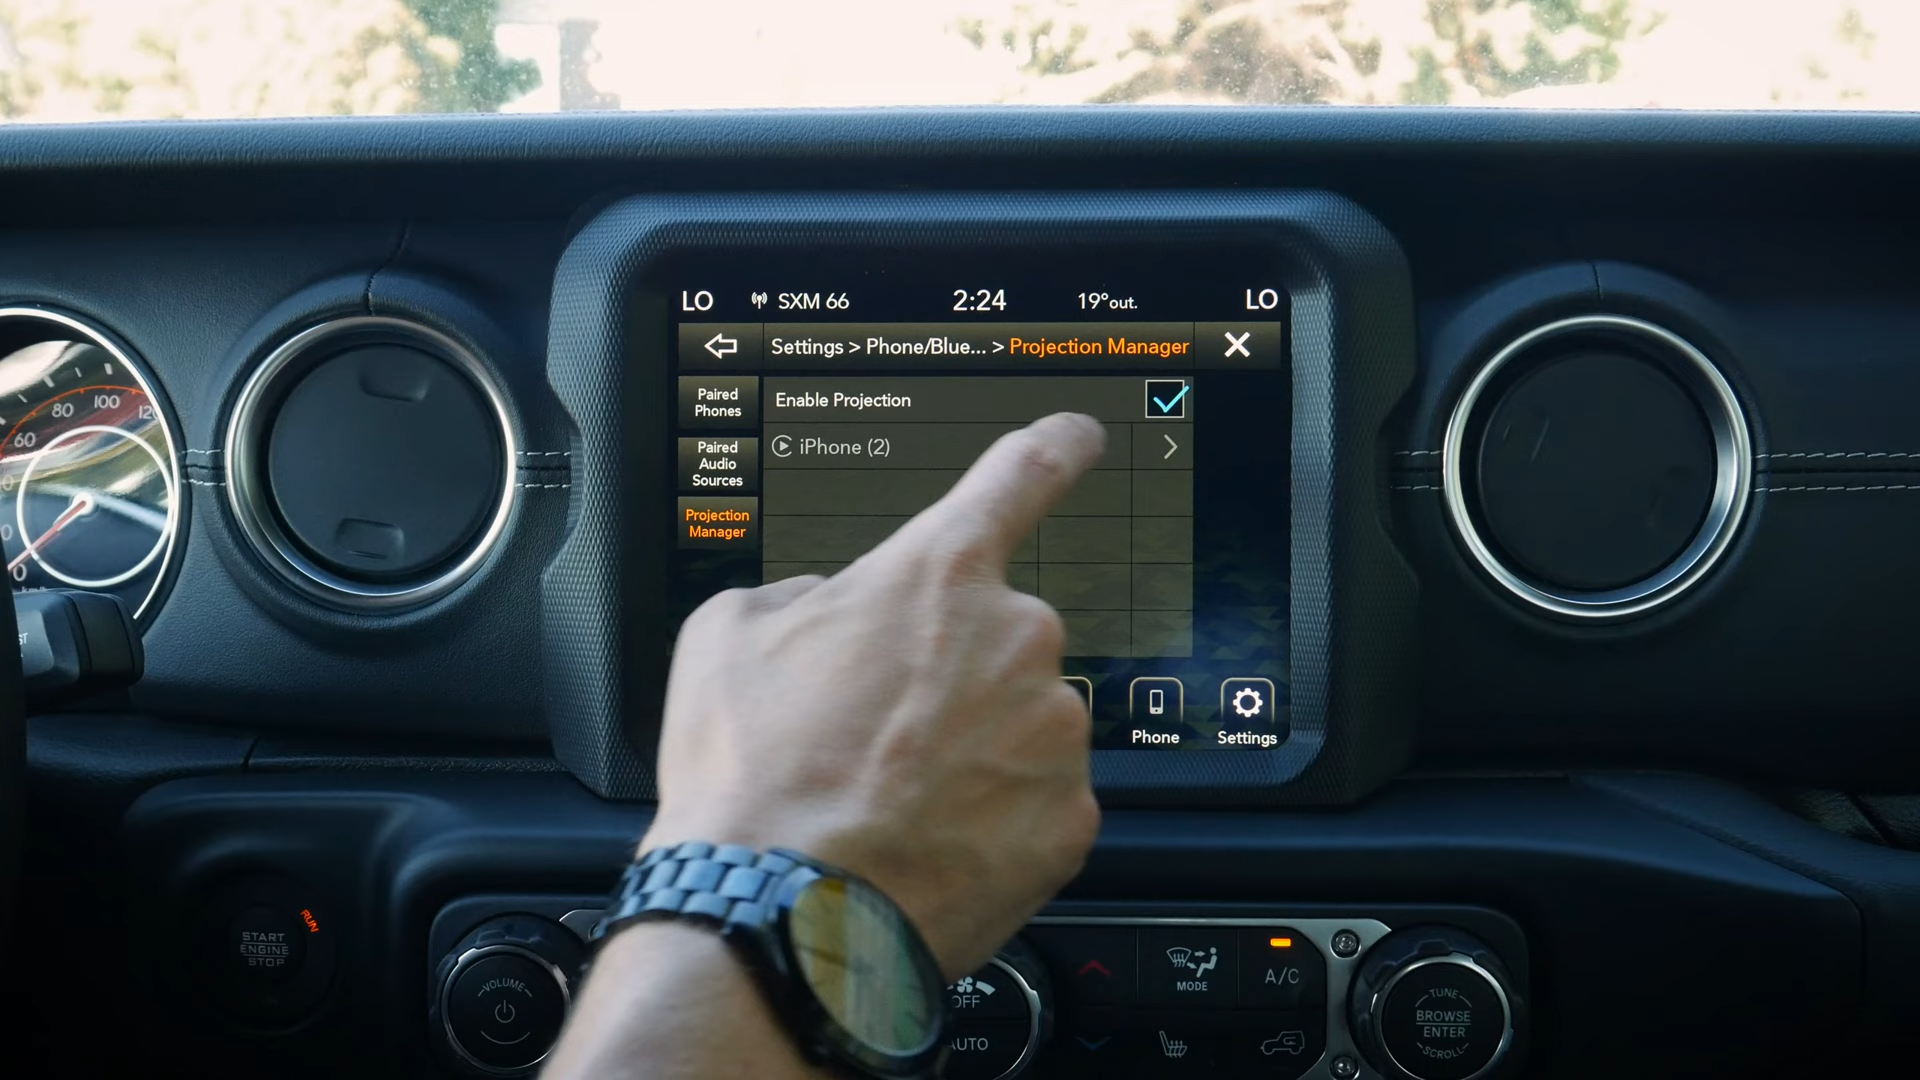 LO SXM 66 2:24 19°out. LO
Settings > Phone/Blue... > Projection Manager
Paired
Phones
Enable Projection
iPhone (2)
Paired
Audio
Sources
Projection
Manager
Phone
Settings
60
80
100
120
0
START
ENGINE
STOP
RUN
VOLUME
OFF
AUTO
MODE
A/C
TUNE
BROWSE
ENTER
SCROLL